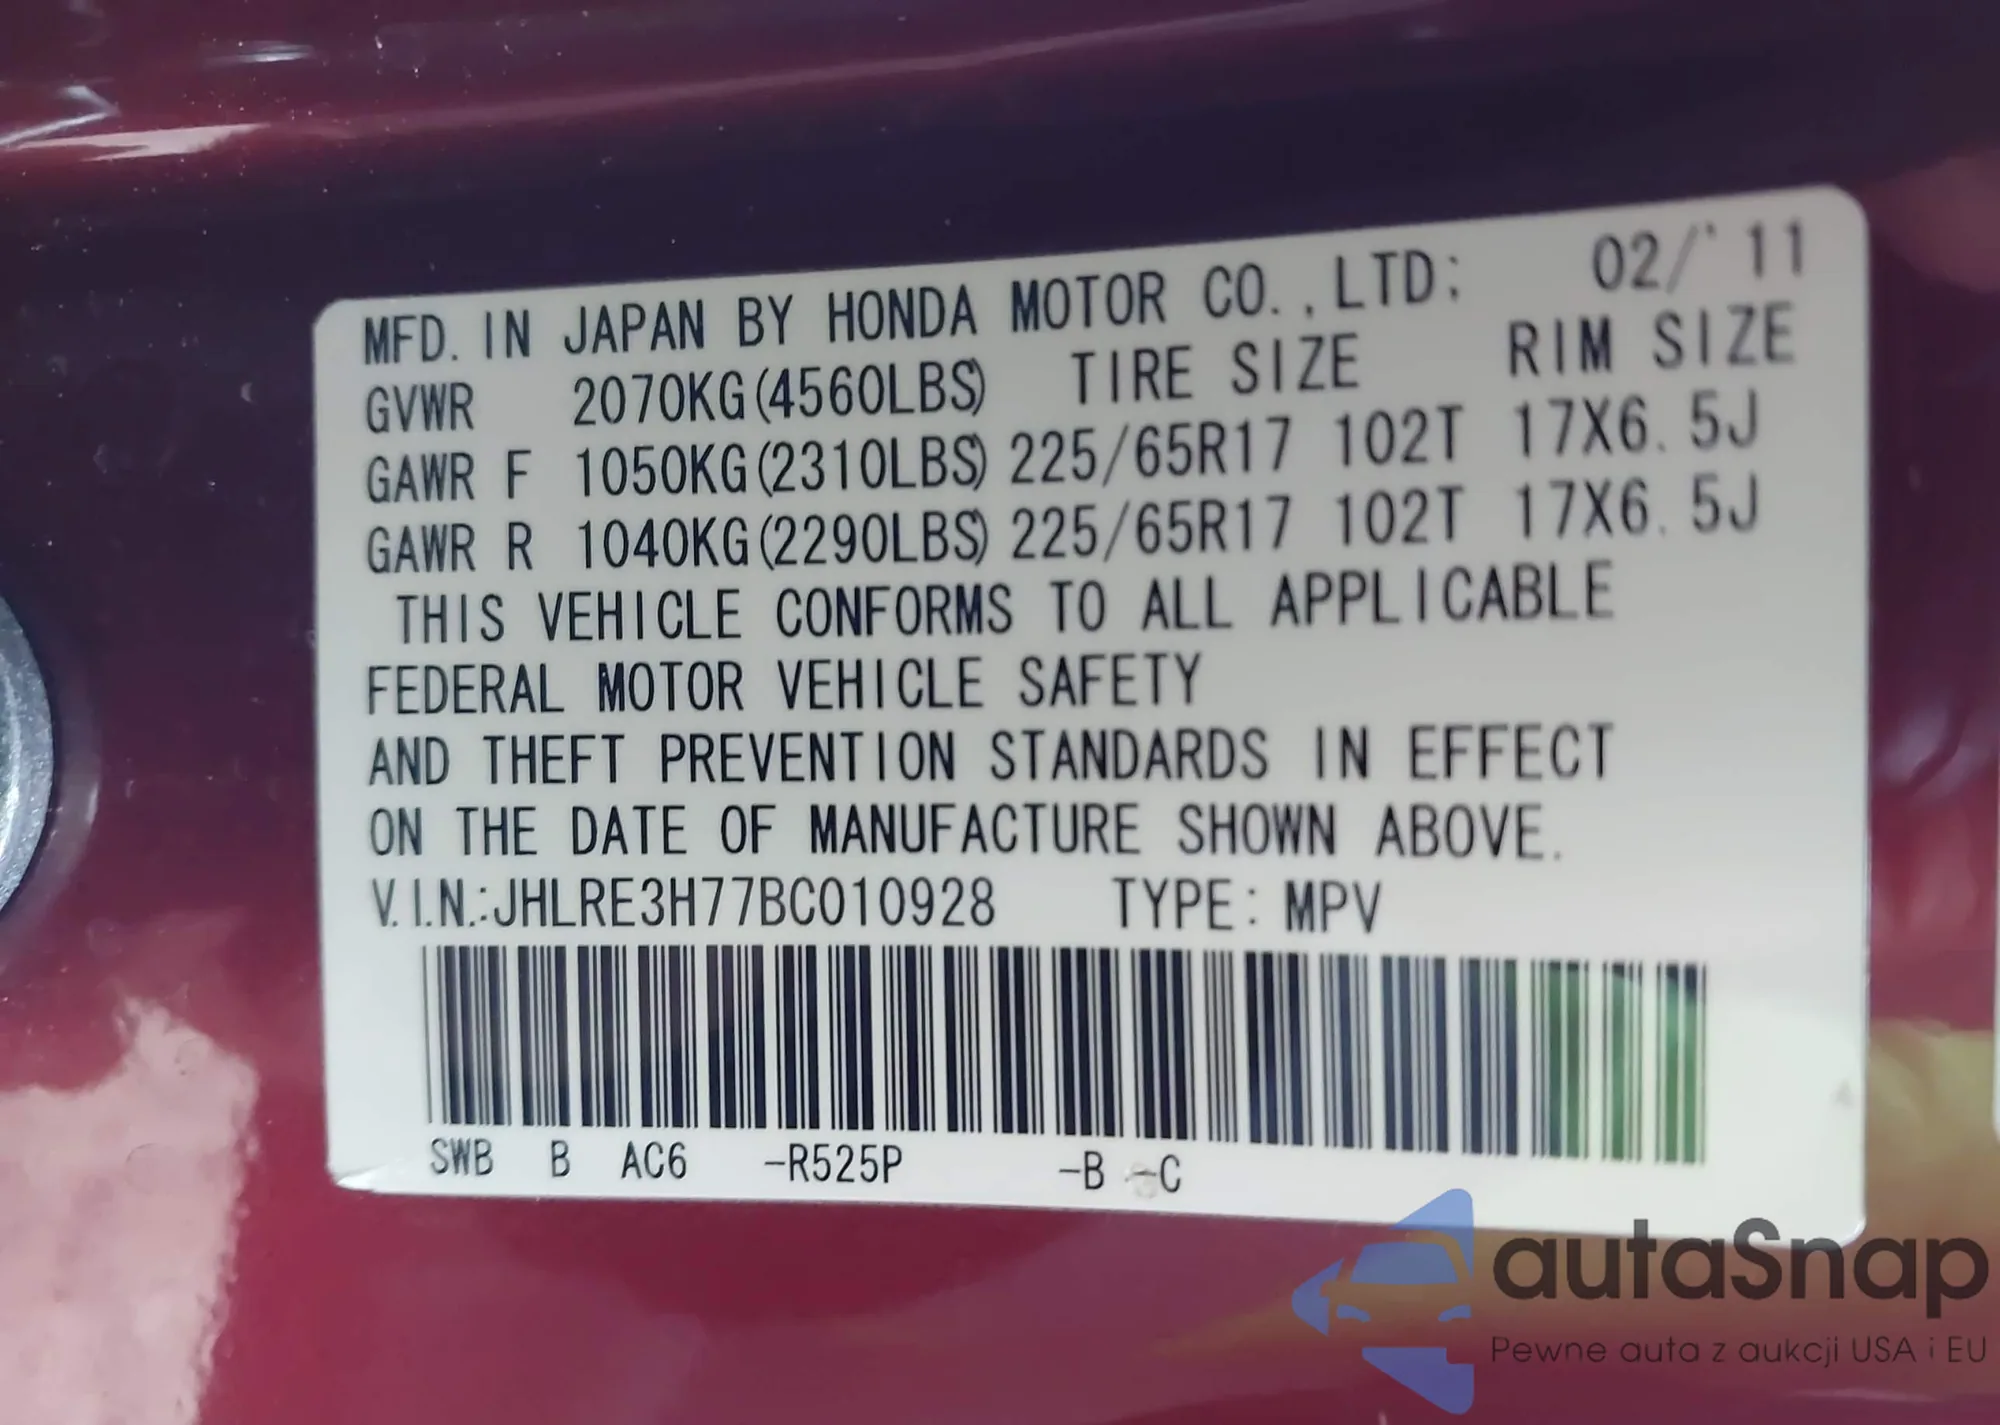 MFD. IN JAPAN BY HONDA MOTOR CO.,LTD: 02/'11
GVWR 2070KG(4560LBS) TIRE SIZE RIM SIZE
GAWR F 1050KG(2310LBS) 225/65R17 102T 17X6.5J
GAWR R 1040KG(2290LBS) 225/65R17 102T 17X6.5J
THIS VEHICLE CONFORMS TO ALL APPLICABLE
FEDERAL MOTOR VEHICLE SAFETY
AND THEFT PREVENTION STANDARDS IN EFFECT
ON THE DATE OF MANUFACTURE SHOWN ABOVE.
V.I.N.:JHLRE3H77BC010928 TYPE: MPV
SWB B AC6 -R525P -B -C
autaSnap
Pewne auta z aukcji USA i EU